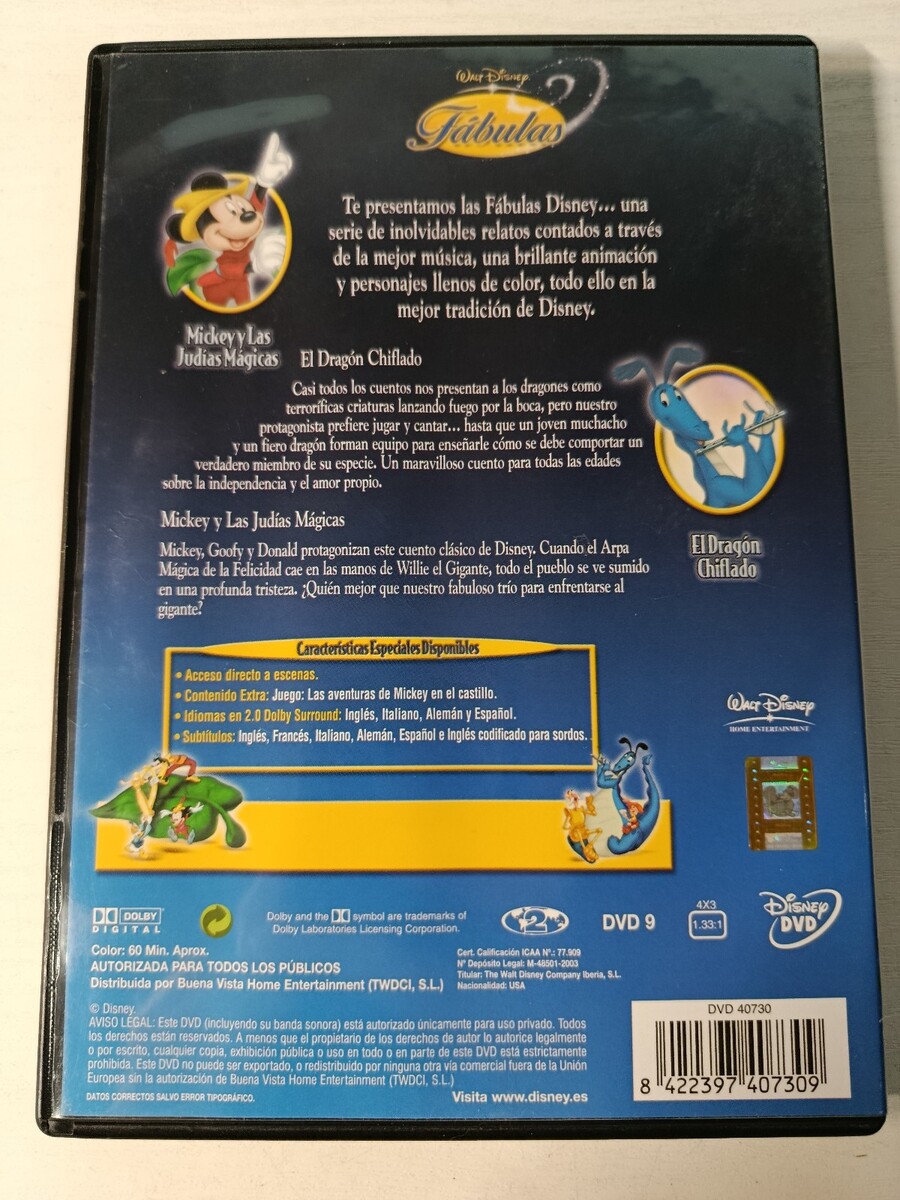 Walt Disney
Fábulas
Te presentamos las Fábulas Disney... una
serie de inolvidables relatos contados a través
de la mejor música, una brillante animación
y personajes llenos de color, todo ello en la
mejor tradición de Disney.
Mickey y Las
Judías Mágicas
El Dragón Chiflado
Casi todos los cuentos nos presentan a los dragones como
terroríficas criaturas lanzando fuego por la boca, pero nuestro
protagonista prefiere jugar y cantar... hasta que un joven muchacho
y un fiero dragón forman equipo para enseñarle cómo se debe comportar un
verdadero miembro de su especie. Un maravilloso cuento para todas las edades
sobre la independencia y el amor propio.
El Dragón
Chiflado
Mickey y Las Judías Mágicas
Mickey, Goofy y Donald protagonizan este cuento clásico de Disney. Cuando el Arpa
Mágica de la Felicidad cae en las manos de Willie el Gigante, todo el pueblo se ve sumido
en una profunda tristeza. ¿Quién mejor que nuestro fabuloso trío para enfrentarse al
gigante?
Características Especiales Disponibles
• Acceso directo a escenas.
• Contenido Extra: Juego: Las aventuras de Mickey en el castillo.
• Idiomas en 2.0 Dolby Surround: Inglés, Italiano, Alemán y Español.
• Subtítulos: Inglés, Francés, Italiano, Alemán, Español e Inglés codificado para sordos.
Walt Disney
HOME ENTERTAINMENT
DOLBY
DIGITAL
Dolby and the DD symbol are trademarks of
Dolby Laboratories Licensing Corporation.
2
DVD 9
4X3
1.33:1
Disney
DVD
Color: 60 Min. Aprox.
AUTORIZADA PARA TODOS LOS PÚBLICOS
Distribuida por Buena Vista Home Entertainment (TWDCI, S.L.)
Cert. Calificación ICAA Nº.: 77.909
Nº Depósito Legal: M-48501-2003
Titular: The Walt Disney Company Iberia, S.L.
Nacionalidad: USA
© Disney.
AVISO LEGAL: Este DVD (incluyendo su banda sonora) está autorizado únicamente para uso privado. Todos
los derechos están reservados. A menos que el propietario de los derechos de autor lo autorice legalmente
o por escrito, cualquier copia, exhibición pública o uso en todo o en parte de este DVD está estrictamente
prohibida. Este DVD no puede ser exportado, o redistribuido por ninguna otra vía comercial fuera de la Unión
Europea sin la autorización de Buena Vista Home Entertainment (TWDCI, S.L.)
DATOS CORRECTOS SALVO ERROR TIPOGRÁFICO.
Visita www.disney.es
DVD 40730
8 422397 407309